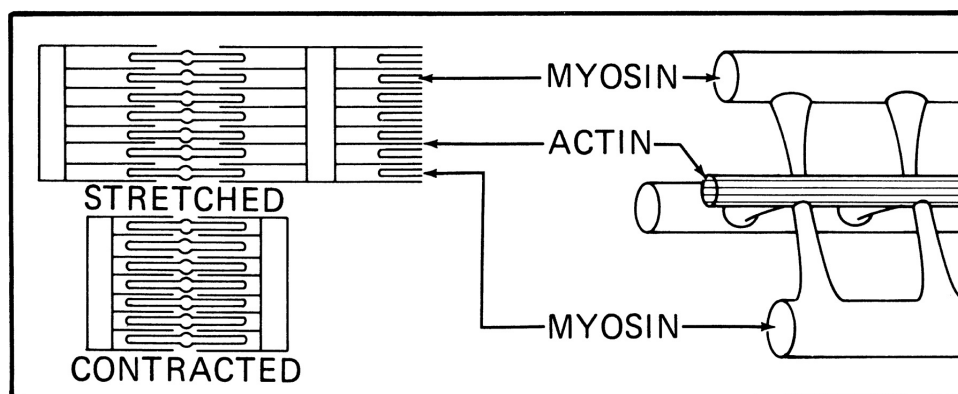 MYOSIN
ACTIN
STRETCHED
MYOSIN
CONTRACTED